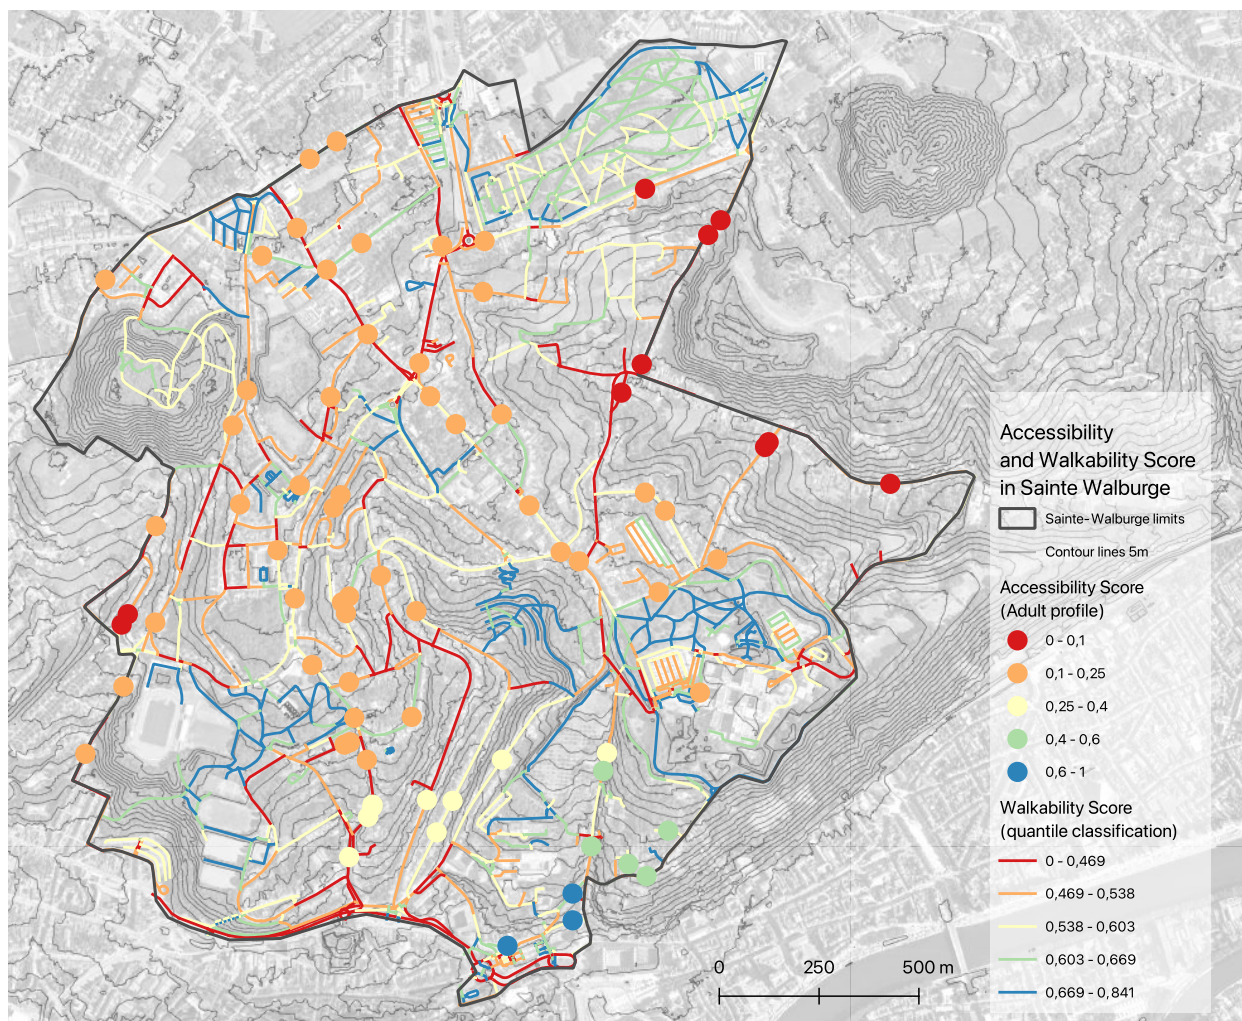 Accessibility
and Walkability Score
in Sainte Walburge
Sainte-Walburge limits
Contour lines 5m
Accessibility Score
(Adult profile)
0 - 0,1
0,1 - 0,25
0,25 - 0,4
0,4 - 0,6
0,6 - 1
Walkability Score
(quantile classification)
0 - 0,469
0,469 - 0,538
0,538 - 0,603
0,603 - 0,669
0,669 - 0,841
0 250 500 m